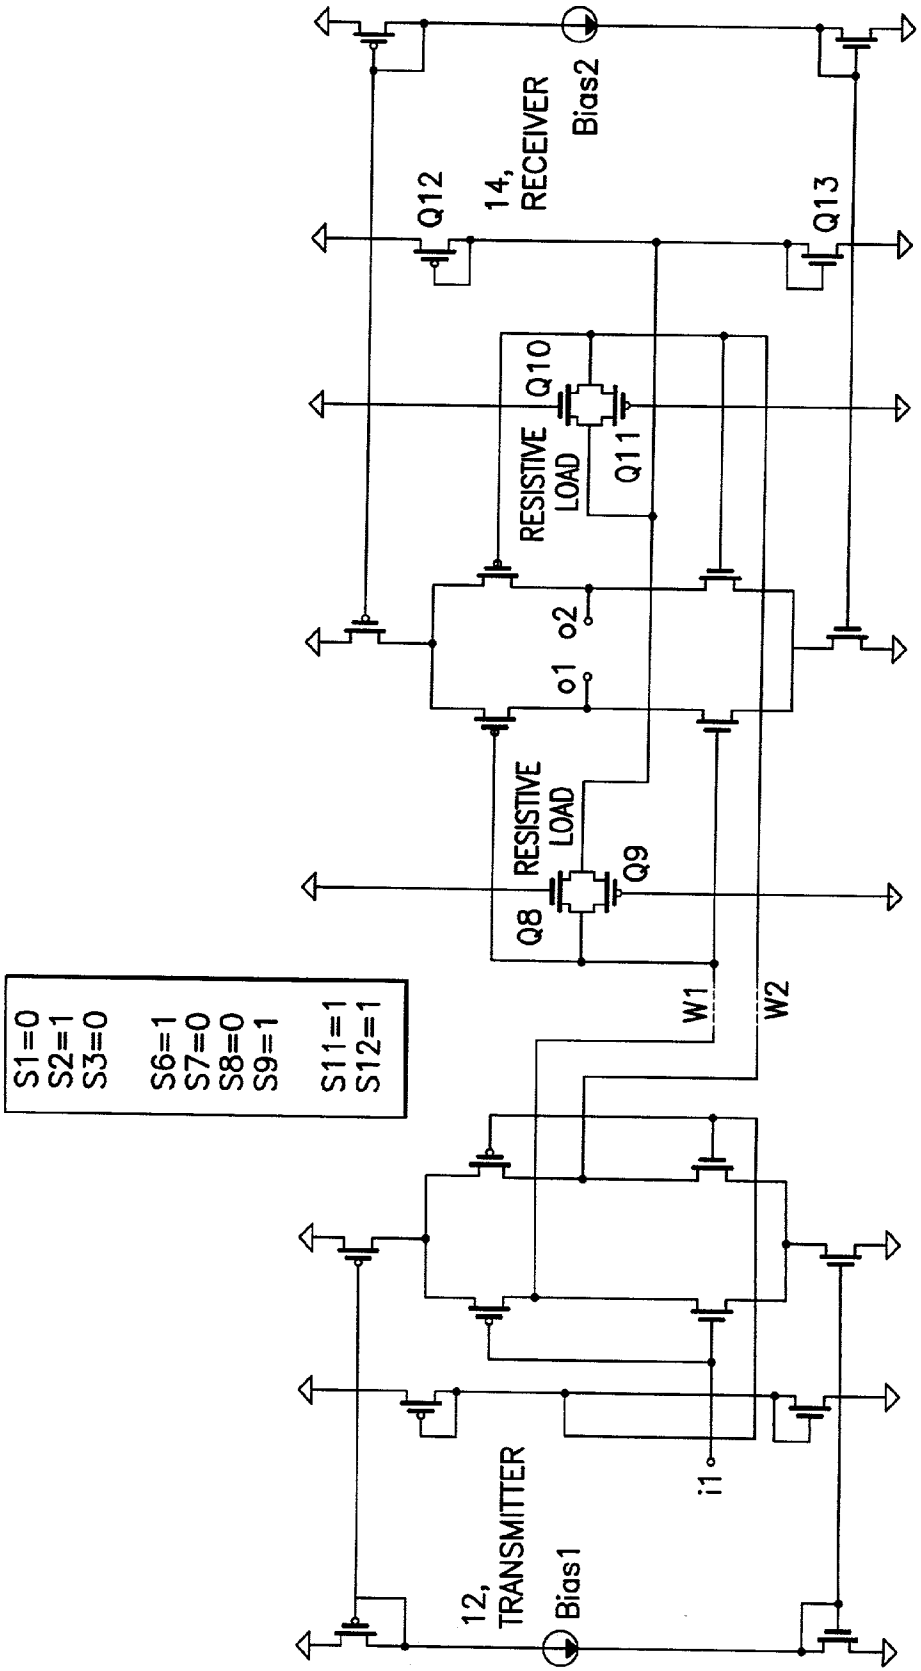 S1=0
S2=1
S3=0
S6=1
S7=0
S8=0
S9=1
S11=1
S12=1
12,
TRANSMITTER
Bias1
i1
W1
W2
Q8
Q9
RESISTIVE
LOAD
o1
o2
RESISTIVE
LOAD
Q10
Q11
Q12
14,
RECEIVER
Q13
Bias2